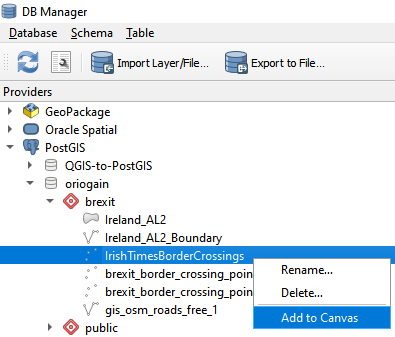 DB Manager
Database Schema Table
Import Layer/File... Export to File...
Providers
GeoPackage
Oracle Spatial
PostGIS
QGIS-to-PostGIS
oriogain
brexit
Ireland_AL2
Ireland_AL2_Boundary
IrishTimesBorderCrossings
Rename...
brexit_border_crossing_poin
Delete...
brexit_border_crossing_poin
Add to Canvas
gis_osm_roads_free_1
public